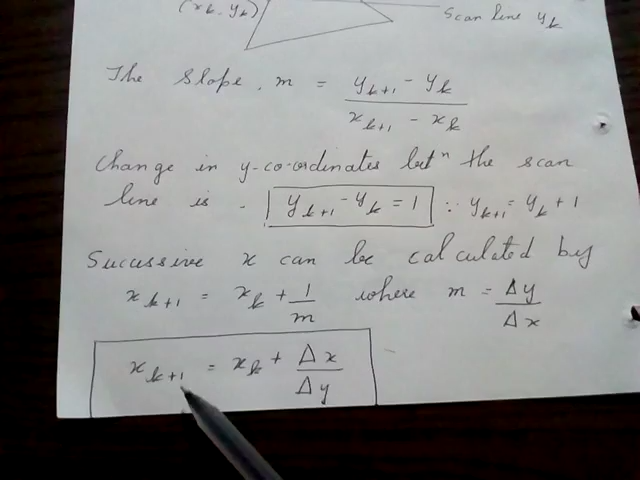 (xk, yk)
Scan line yk
The Slope, m = (yk+1 - yk) / (xk+1 - xk)
Change in y-co-ordinates betⁿ the scan
line is - yk+1 - yk = 1 ∵ yk+1 = yk + 1
Successive x can be calculated by
xk+1 = xk + 1/m where m = Δy/Δx
xk+1 = xk + Δx/Δy